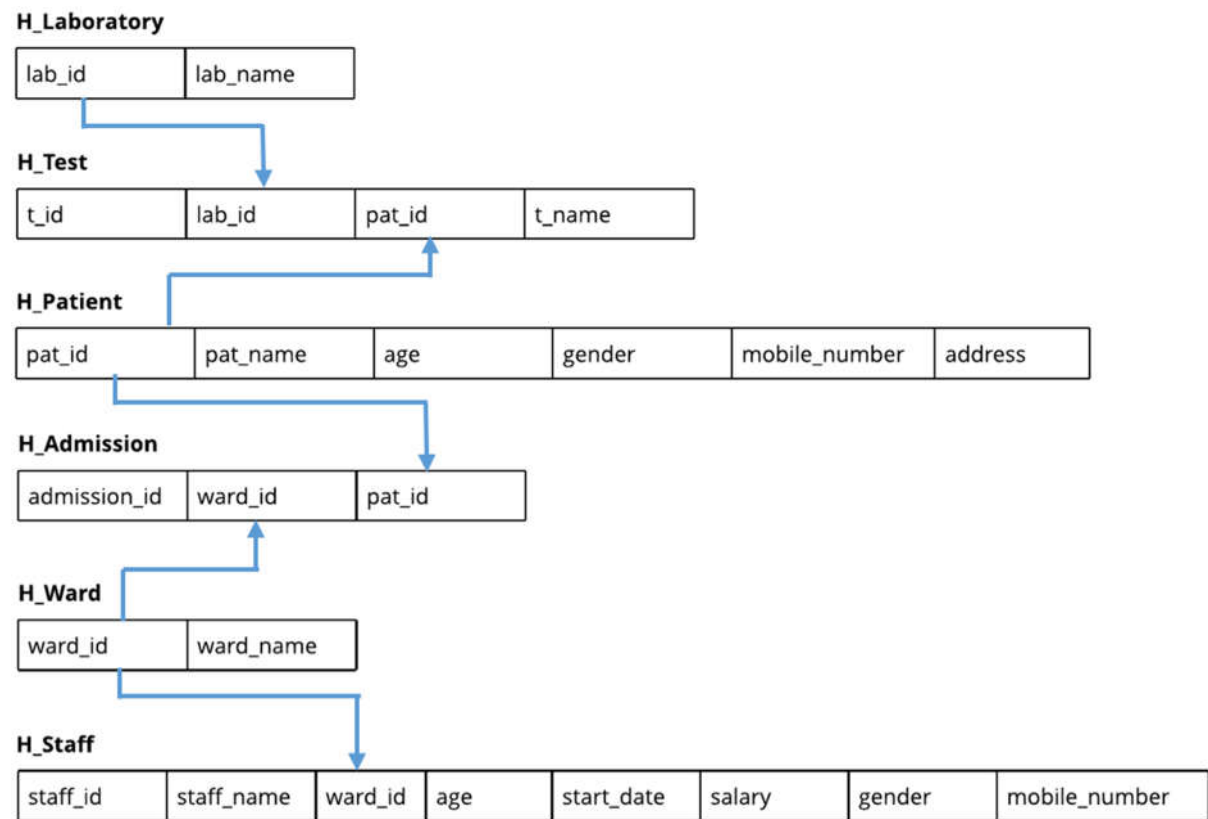 H_Laboratory
lab_id lab_name
H_Test
t_id lab_id pat_id t_name
H_Patient
pat_id pat_name age gender mobile_number address
H_Admission
admission_id ward_id pat_id
H_Ward
ward_id ward_name
H_Staff
staff_id staff_name ward_id age start_date salary gender mobile_number